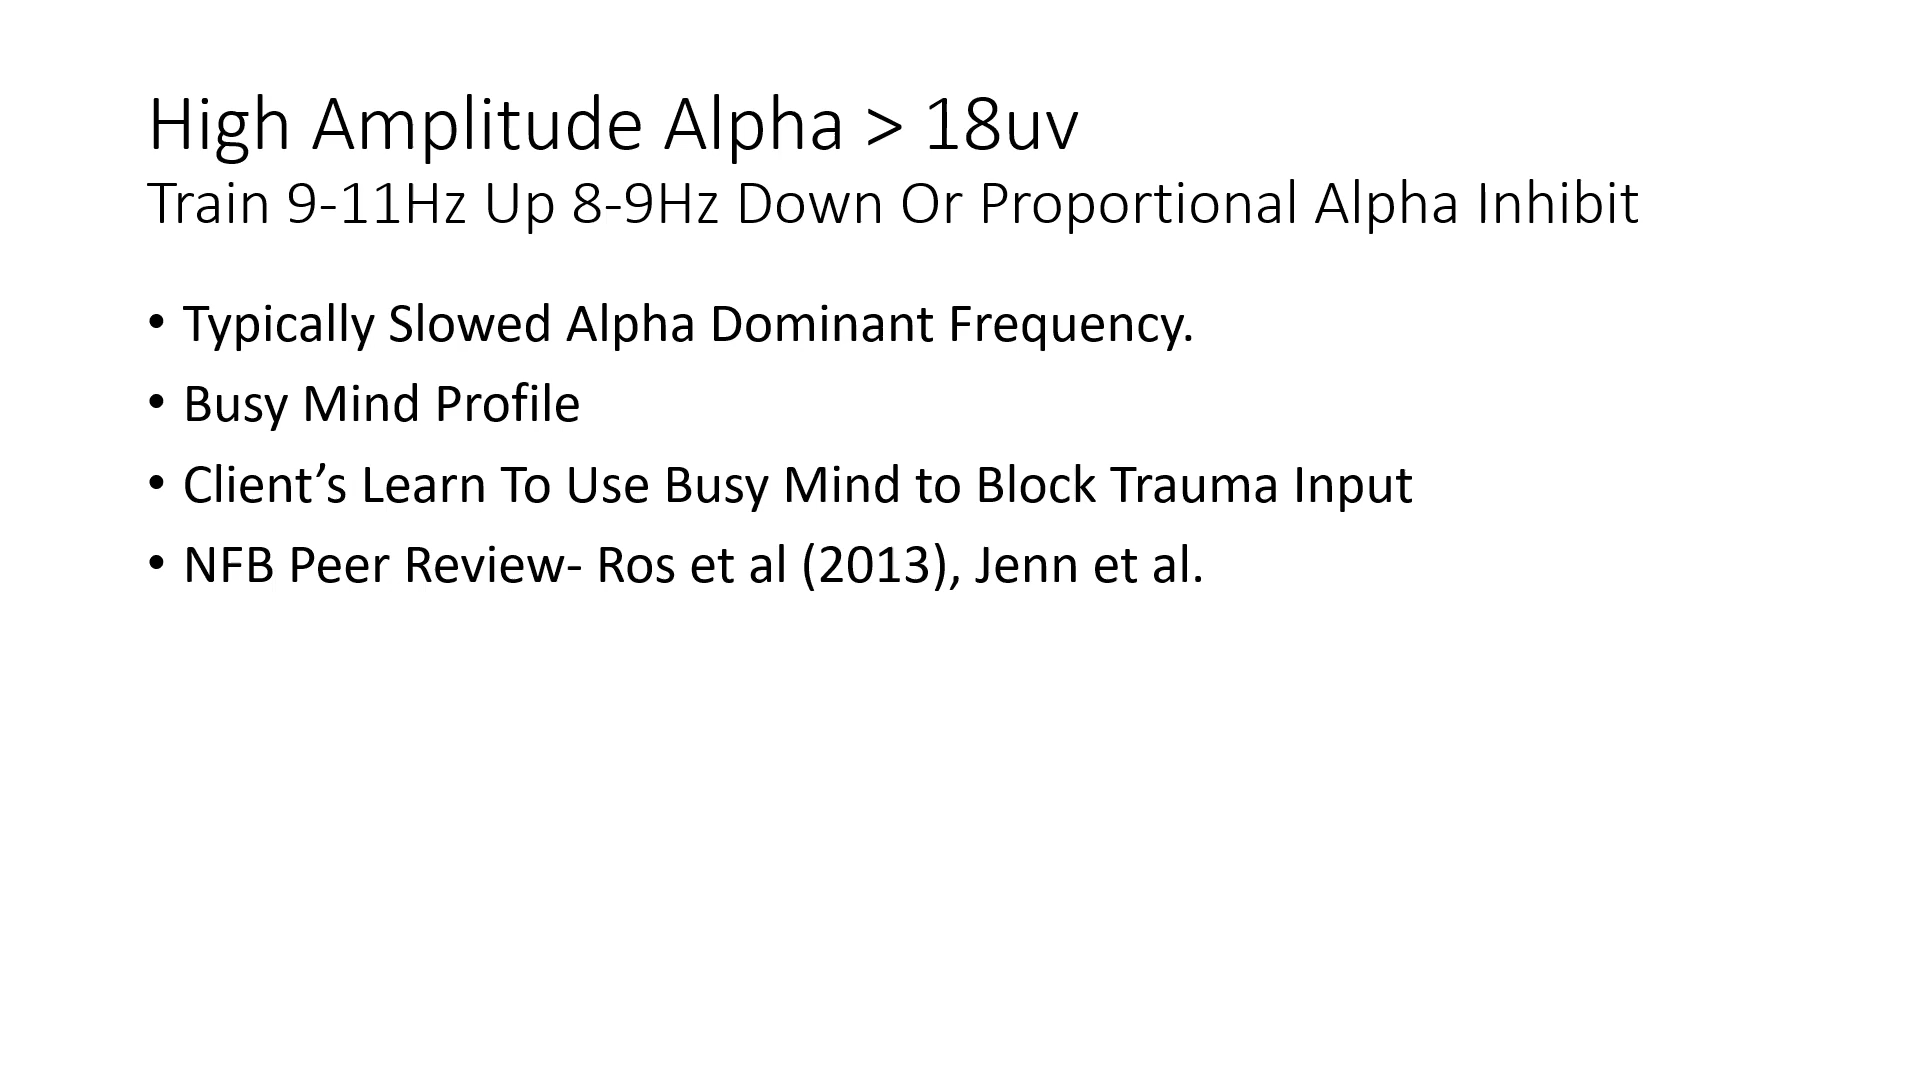 High Amplitude Alpha > 18uv
Train 9-11Hz Up 8-9Hz Down Or Proportional Alpha Inhibit
• Typically Slowed Alpha Dominant Frequency.
• Busy Mind Profile
• Client’s Learn To Use Busy Mind to Block Trauma Input
• NFB Peer Review- Ros et al (2013), Jenn et al.